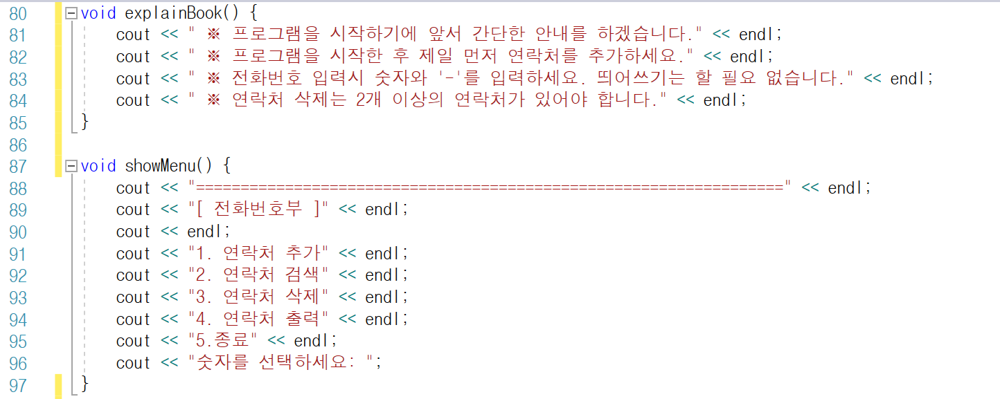 80 void explainBook() {
81 cout << " ※ 프로그램을 시작하기에 앞서 간단한 안내를 하겠습니다." << endl;
82 cout << " ※ 프로그램을 시작한 후 제일 먼저 연락처를 추가하세요." << endl;
83 cout << " ※ 전화번호 입력시 숫자와 '-'를 입력하세요. 띄어쓰기는 할 필요 없습니다." << endl;
84 cout << " ※ 연락처 삭제는 2개 이상의 연락처가 있어야 합니다." << endl;
85 }
86
87 void showMenu() {
88 cout << "==================================================================" << endl;
89 cout << "[ 전화번호부 ]" << endl;
90 cout << endl;
91 cout << "1. 연락처 추가" << endl;
92 cout << "2. 연락처 검색" << endl;
93 cout << "3. 연락처 삭제" << endl;
94 cout << "4. 연락처 출력" << endl;
95 cout << "5.종료" << endl;
96 cout << "숫자를 선택하세요: ";
97 }